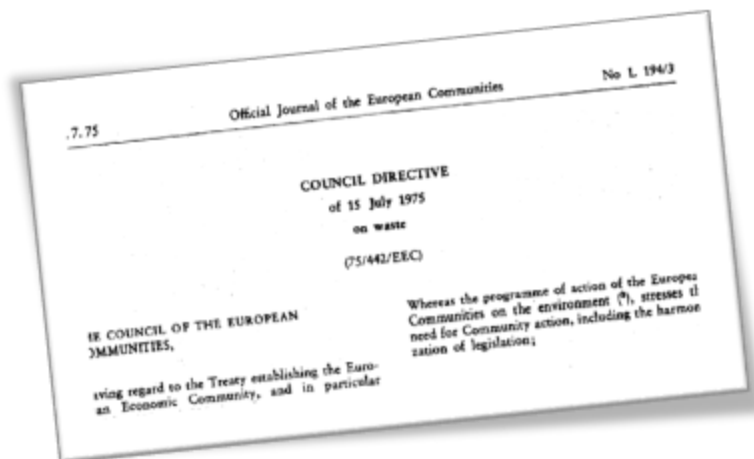 .7.75
Official Journal of the European Communities
No L 194/3
COUNCIL DIRECTIVE
of 15 July 1975
on waste
(75/442/EEC)
IE COUNCIL OF THE EUROPEAN
OMMUNITIES,
ving regard to the Treaty establishing the Euro-
an Economic Community, and in particular
Whereas the programme of action of the Europea
Communities on the environment (⁴), stresses tl
need for Community action, including the harmon
zation of legislation;